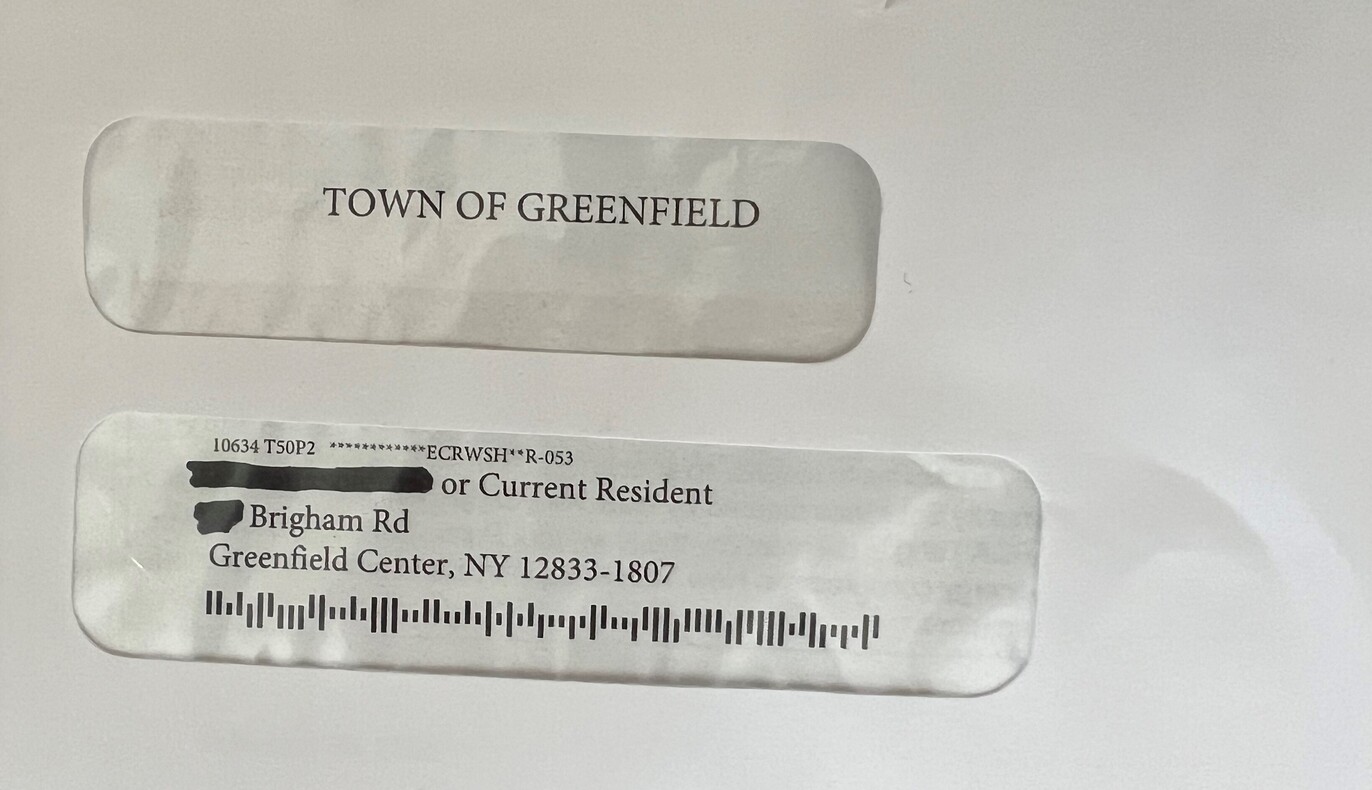 TOWN OF GREENFIELD
10634 T50P2 ************ECRWSH**R-053
or Current Resident
Brigham Rd
Greenfield Center, NY 12833-1807